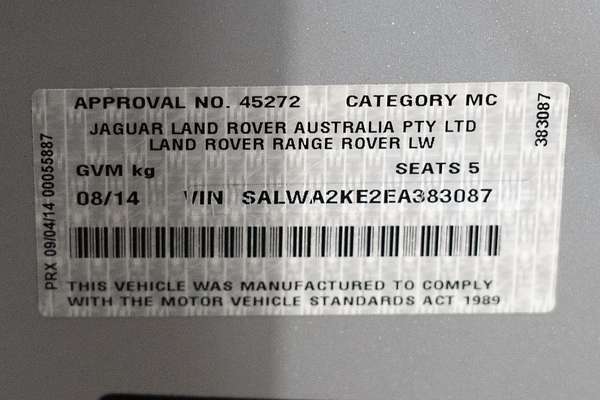 APPROVAL NO. 45272 CATEGORY MC
JAGUAR LAND ROVER AUSTRALIA PTY LTD
LAND ROVER RANGE ROVER LW
GVM kg SEATS 5
08/14 VIN SALWA2KE2EA383087
THIS VEHICLE WAS MANUFACTURED TO COMPLY
WITH THE MOTOR VEHICLE STANDARDS ACT 1989
PRX 09/04/14 00055887
383087